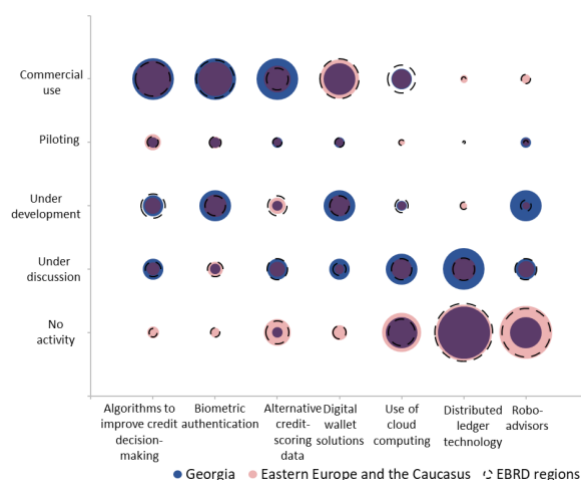 Commercial
use
Piloting
Under
development
Under
discussion
No
activity
Algorithms to
improve credit
decision-
making
Biometric
authentication
Alternative
credit-
scoring
data
Digital
wallet
solutions
Use of
cloud
computing
Distributed
ledger
technology
Robo-
advisors
Georgia Eastern Europe and the Caucasus EBRD regions